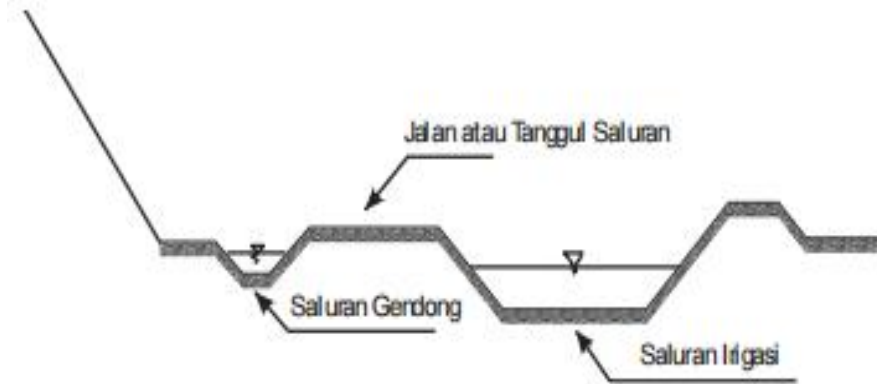 Jalan atau Tanggul Saluran
Saluran Gendong
Saluran Irigasi